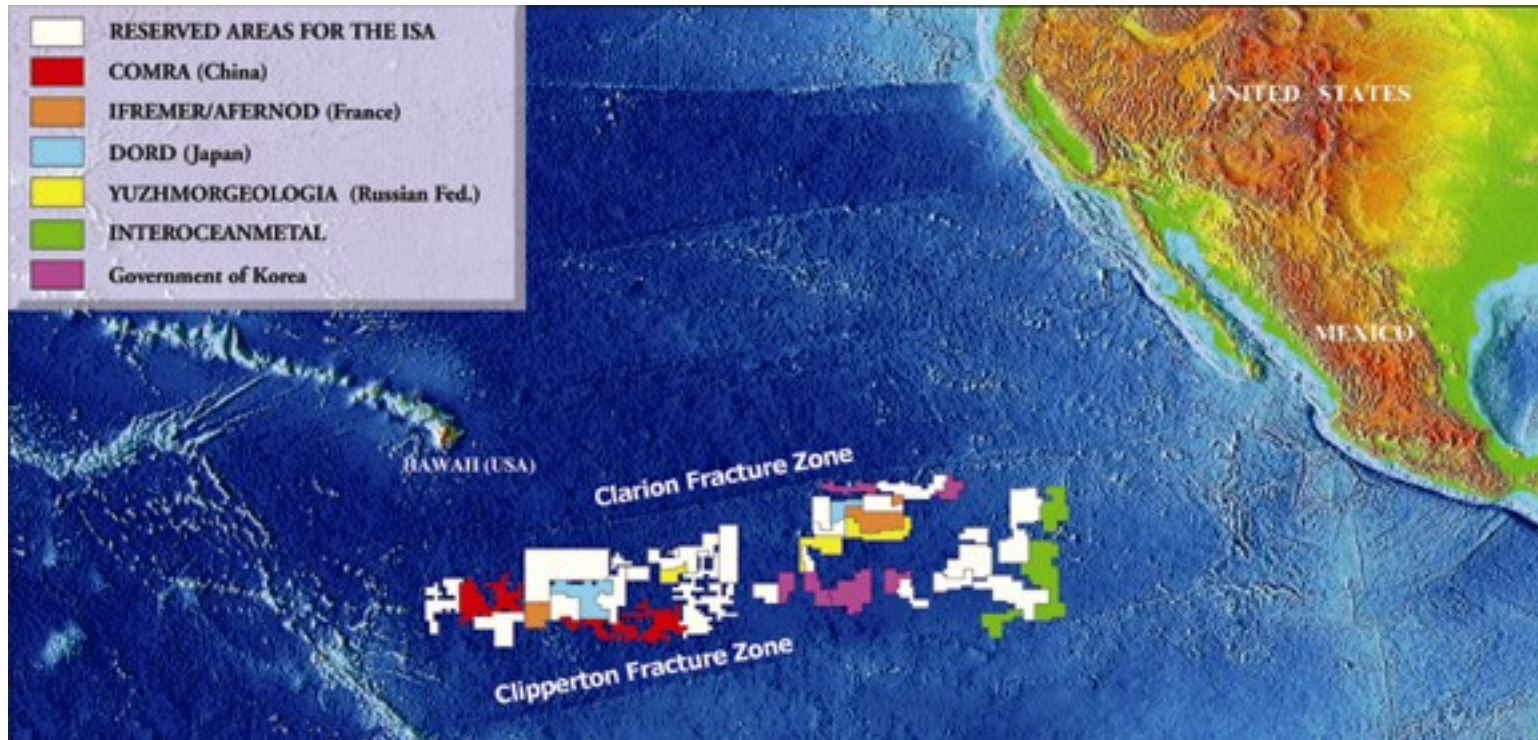 RESERVED AREAS FOR THE ISA
COMRA (China)
IFREMER/AFERNOD (France)
DORD (Japan)
YUZHMORGEOLOGIA (Russian Fed.)
INTEROCEANMETAL
Government of Korea
UNITED STATES
MEXICO
HAWAII (USA)
Clarion Fracture Zone
Clipperton Fracture Zone